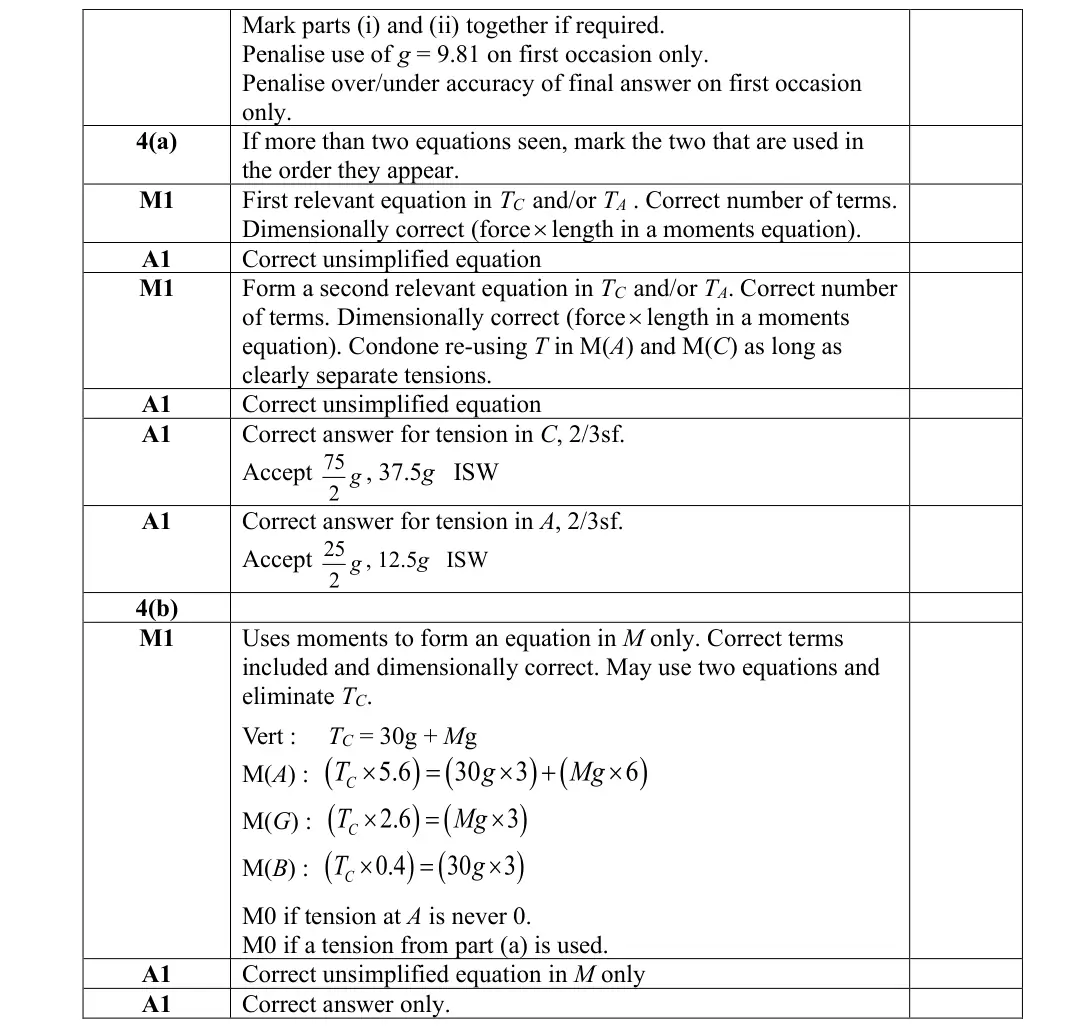 Mark parts (i) and (ii) together if required.
Penalise use of g = 9.81 on first occasion only.
Penalise over/under accuracy of final answer on first occasion
only.
4(a) If more than two equations seen, mark the two that are used in
the order they appear.
M1 First relevant equation in T_C and/or T_A . Correct number of terms.
Dimensionally correct (force × length in a moments equation).
A1 Correct unsimplified equation
M1 Form a second relevant equation in T_C and/or T_A. Correct number
of terms. Dimensionally correct (force × length in a moments
equation). Condone re-using T in M(A) and M(C) as long as
clearly separate tensions.
A1 Correct unsimplified equation
A1 Correct answer for tension in C, 2/3sf.
Accept 75/2 g , 37.5g ISW
A1 Correct answer for tension in A, 2/3sf.
Accept 25/2 g , 12.5g ISW
4(b)
M1 Uses moments to form an equation in M only. Correct terms
included and dimensionally correct. May use two equations and
eliminate T_C.
Vert : T_C = 30g + Mg
M(A) : (T_C × 5.6) = (30g × 3) + (Mg × 6)
M(G) : (T_C × 2.6) = (Mg × 3)
M(B) : (T_C × 0.4) = (30g × 3)
M0 if tension at A is never 0.
M0 if a tension from part (a) is used.
A1 Correct unsimplified equation in M only
A1 Correct answer only.